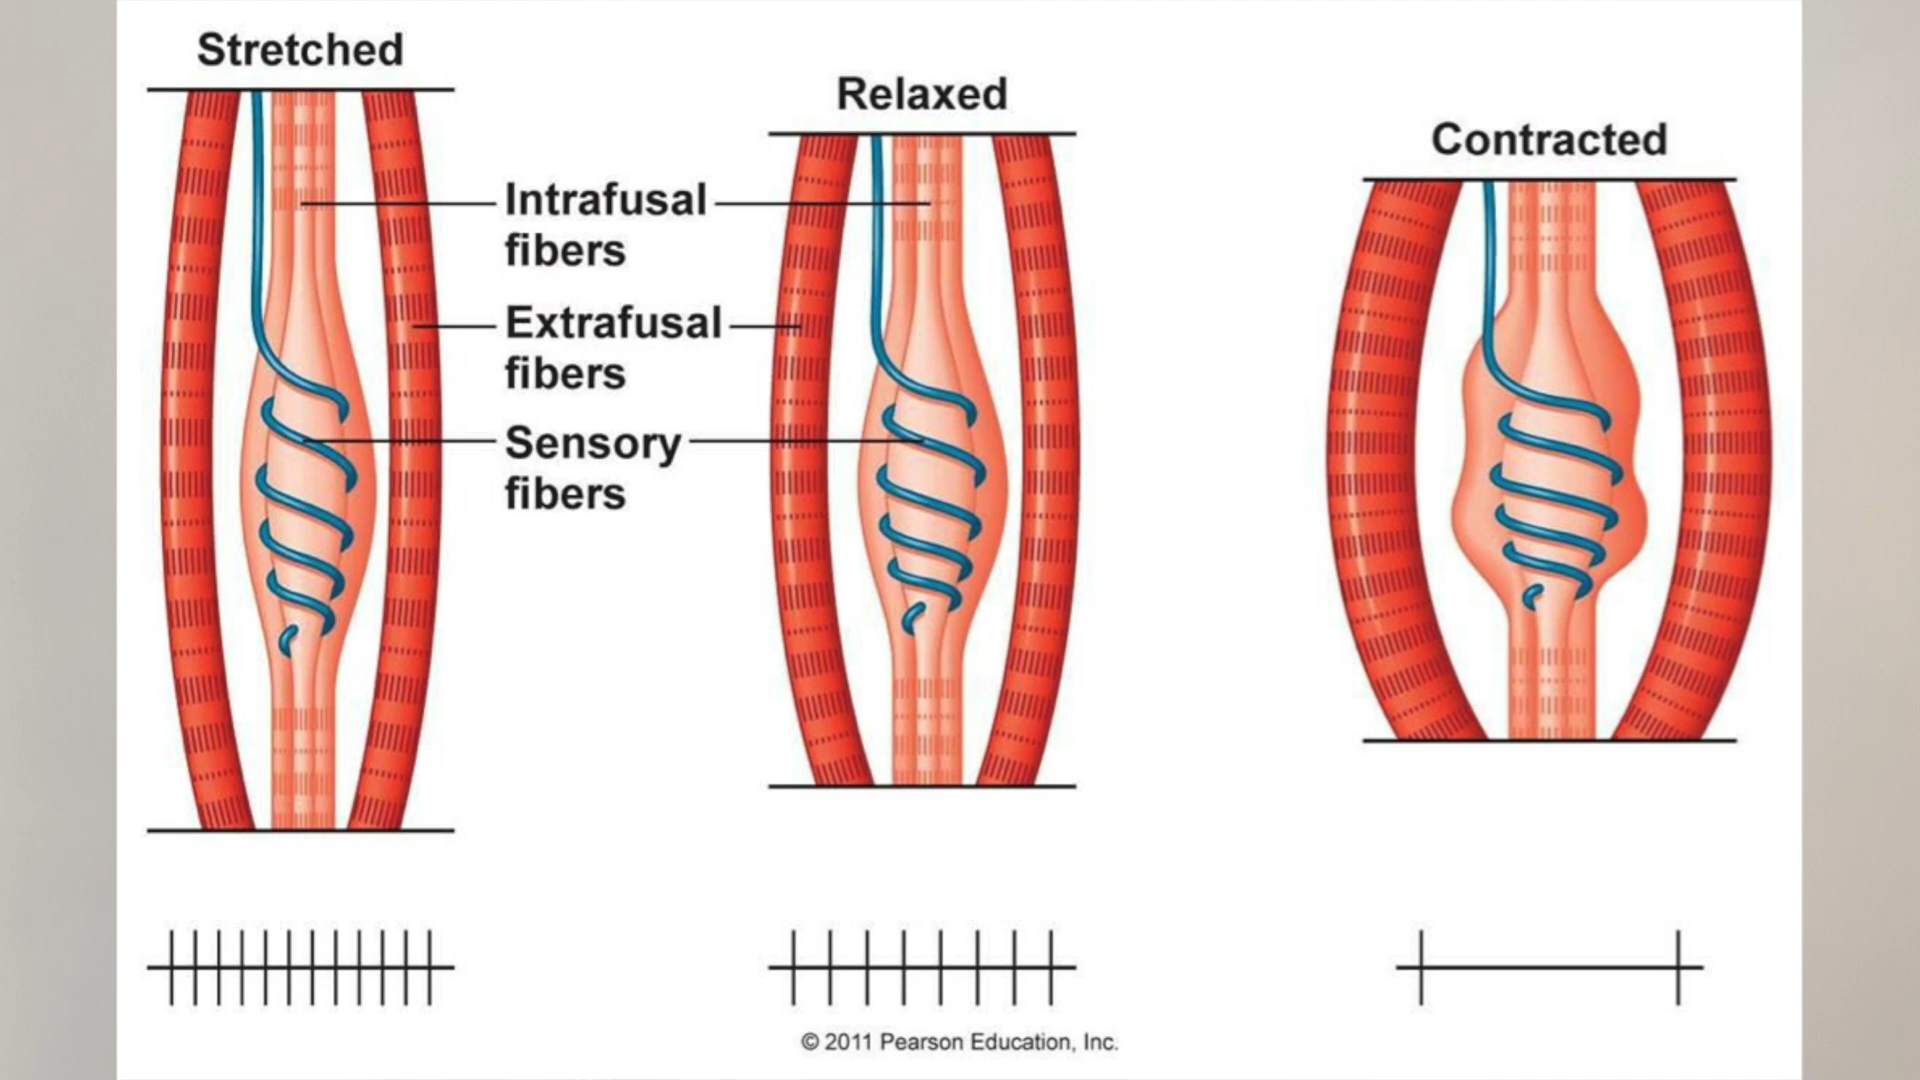 Stretched
Relaxed
Contracted
Intrafusal
fibers
Extrafusal
fibers
Sensory
fibers
© 2011 Pearson Education, Inc.